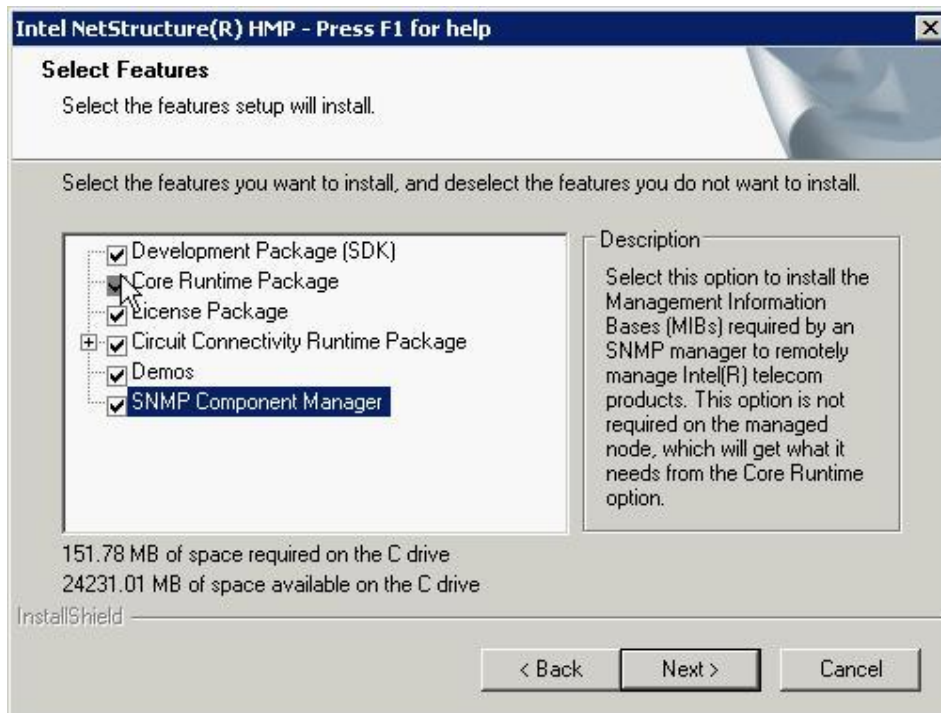 Intel NetStructure(R) HMP - Press F1 for help
Select Features
Select the features setup will install.
Select the features you want to install, and deselect the features you do not want to install.
Development Package (SDK)
Core Runtime Package
License Package
Circuit Connectivity Runtime Package
Demos
SNMP Component Manager
Description
Select this option to install the
Management Information
Bases (MIBs) required by an
SNMP manager to remotely
manage Intel(R) telecom
products. This option is not
required on the managed
node, which will get what it
needs from the Core Runtime
option.
151.78 MB of space required on the C drive
24231.01 MB of space available on the C drive
InstallShield
< Back
Next >
Cancel